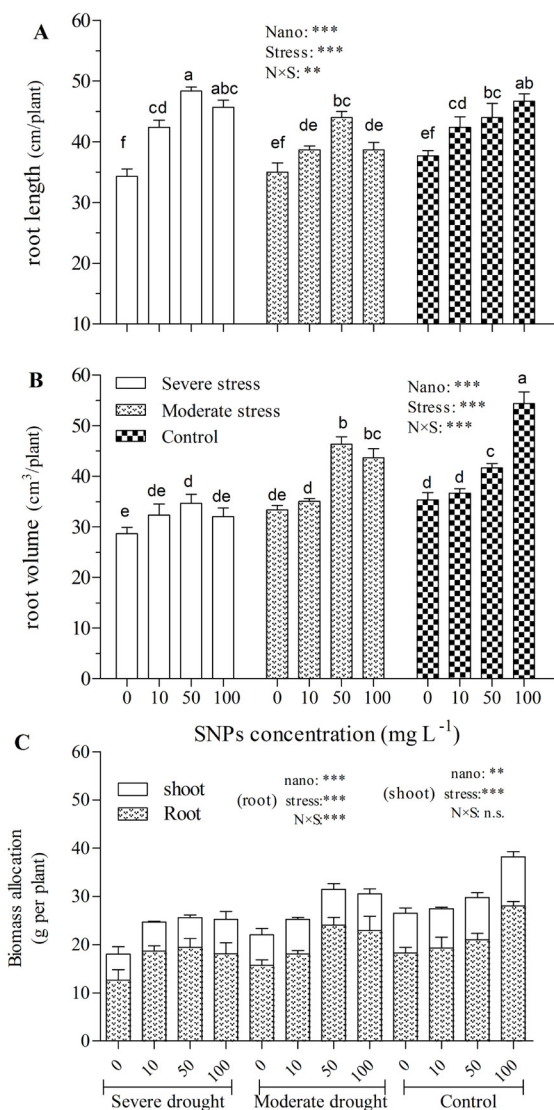 A
Nano: ***
Stress: ***
N×S: **
root length (cm/plant)
60
50
40
30
20
10
f
cd
a
abc
ef
de
bc
de
ef
cd
bc
ab
B
Severe stress
Moderate stress
Control
Nano: ***
Stress: ***
N×S: ***
root volume (cm³/plant)
60
50
40
30
20
10
0
e
de
d
de
de
d
b
bc
d
d
c
a
0 10 50 100 0 10 50 100 0 10 50 100
SNPs concentration (mg L⁻¹)
C
shoot
Root
(root)
nano: ***
stress:***
N×S:***
(shoot)
nano: **
stress:***
N×S: n.s.
Biomass allocation
(g per plant)
60
50
40
30
20
10
0
0 10 50 100 0 10 50 100 0 10 50 100
Severe drought Moderate drought Control